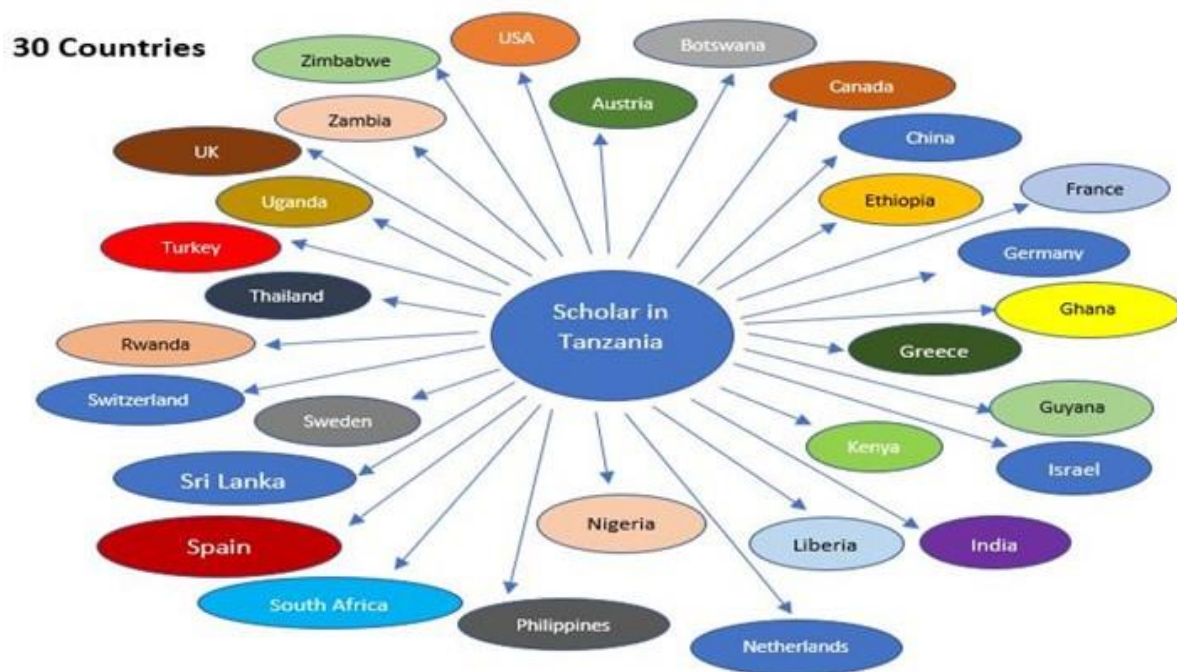 30 Countries
USA
Botswana
Zimbabwe
Canada
Austria
Zambia
China
UK
France
Uganda
Ethiopia
Turkey
Germany
Thailand
Ghana
Scholar in
Tanzania
Rwanda
Greece
Switzerland
Guyana
Sweden
Kenya
Israel
Sri Lanka
Nigeria
Liberia
India
Spain
South Africa
Philippines
Netherlands